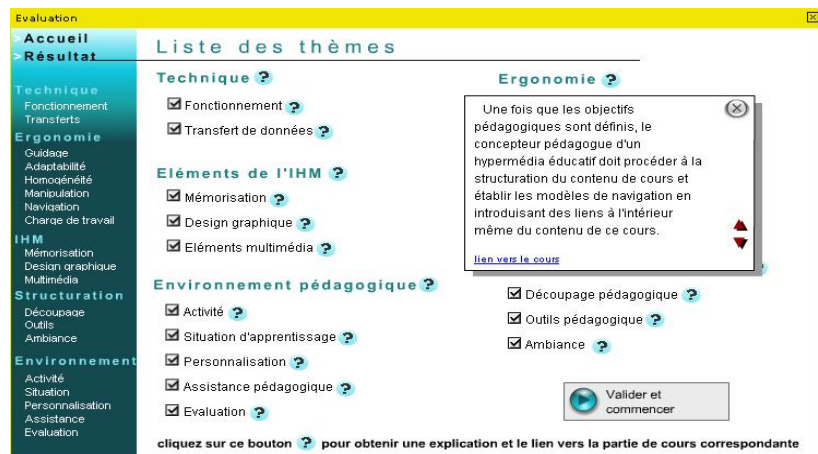 Evaluation
>Accueil
>Résultat
Technique
Fonctionnement
Transferts
Ergonomie
Guidage
Adaptabilité
Homogénéité
Manipulation
Navigation
Charge de travail
IHM
Mémorisation
Design graphique
Multimédia
Structuration
Découpage
Outils
Ambiance
Environnement
Activité
Situation
Personnalisation
Assistance
Evaluation
Liste des thèmes
Technique ?
Fonctionnement ?
Transfert de données ?
Eléments de l'IHM ?
Mémorisation ?
Design graphique ?
Eléments multimédia ?
Environnement pédagogique ?
Activité ?
Situation d'apprentissage ?
Personnalisation ?
Assistance pédagogique ?
Evaluation ?
Ergonomie ?
Une fois que les objectifs
pédagogiques sont définis, le
concepteur pédagogue d'un
hypermédia éducatif doit procéder à la
structuration du contenu de cours et
établir les modèles de navigation en
introduisant des liens à l'intérieur
même du contenu de ce cours.
lien vers le cours
Découpage pédagogique ?
Outils pédagogique ?
Ambiance ?
Valider et
commencer
cliquez sur ce bouton ? pour obtenir une explication et le lien vers la partie de cours correspondante